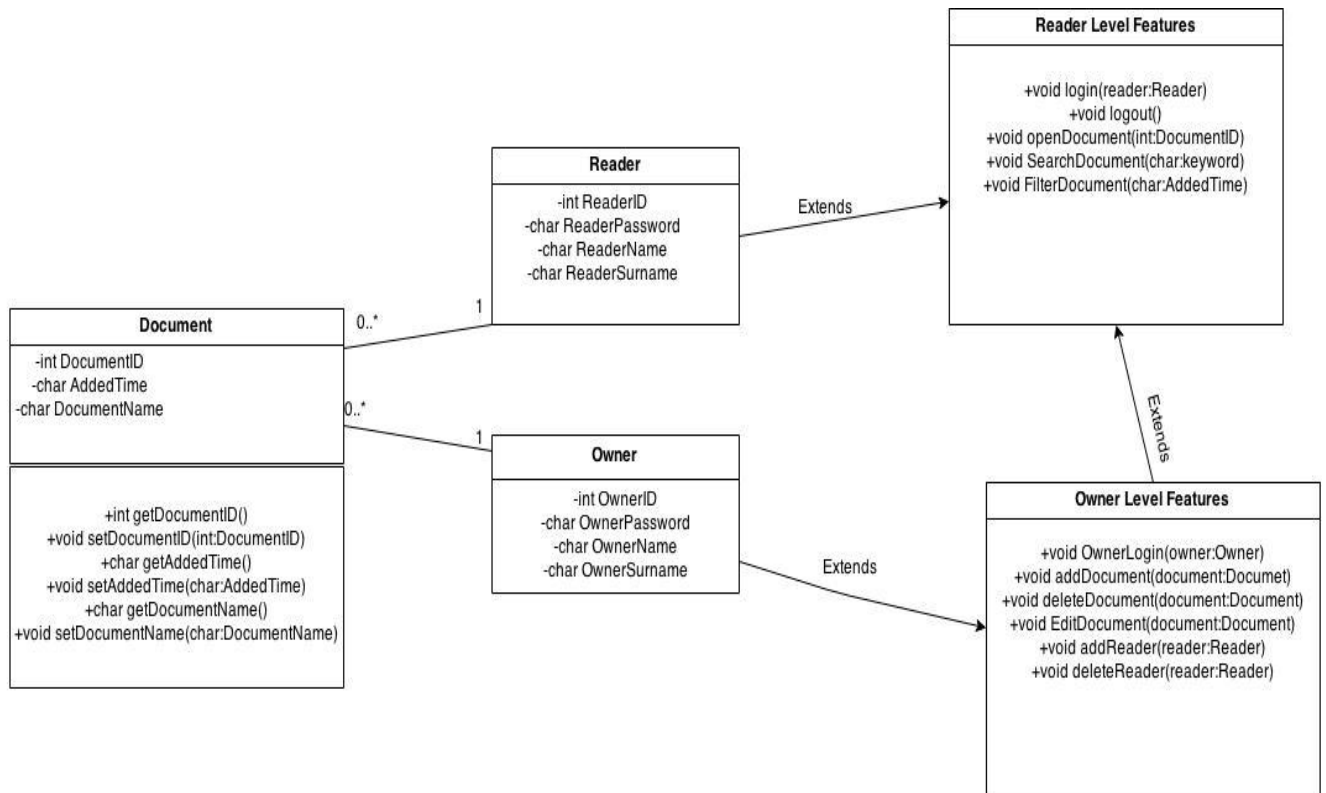 Reader Level Features
+void login(reader:Reader)
+void logout()
+void openDocument(int:DocumentID)
+void SearchDocument(char:keyword)
+void FilterDocument(char:AddedTime)
Reader
-int ReaderID
-char ReaderPassword
-char ReaderName
-char ReaderSurname
Extends
1
0..*
Document
-int DocumentID
-char AddedTime
-char DocumentName
+int getDocumentID()
+void setDocumentID(int:DocumentID)
+char getAddedTime()
+void setAddedTime(char:AddedTime)
+char getDocumentName()
+void setDocumentName(char:DocumentName)
0..*
1
Owner
-int OwnerID
-char OwnerPassword
-char OwnerName
-char OwnerSurname
Extends
Extends
Owner Level Features
+void OwnerLogin(owner:Owner)
+void addDocument(document:Documet)
+void deleteDocument(document:Document)
+void EditDocument(document:Document)
+void addReader(reader:Reader)
+void deleteReader(reader:Reader)